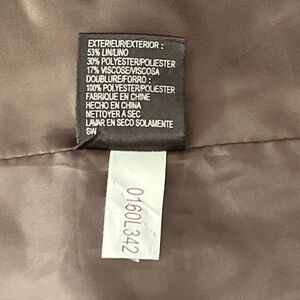 EXTERIEUR/EXTERIOR :
53% LIN/LINO
30% POLYESTER/POLIESTER
17% VISCOSE/VISCOSA
DOUBLURE/FORRO :
100% POLYESTER/POLIESTER
FABRIQUE EN CHINE
HECHO EN CHINA
NETTOYER A SEC
LAVAR EN SECO SOLAMENTE
SW
0160L342